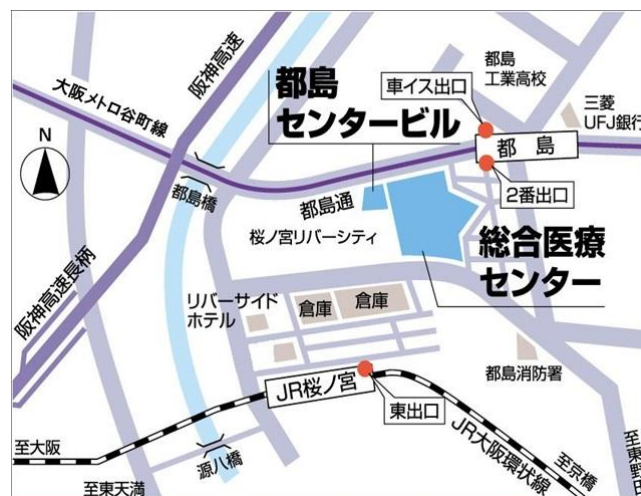 阪神高速
大阪メトロ谷町線
都島
センタービル
車イス出口
都島
工業高校
三菱
UFJ銀行
都島
2番出口
N
都島橋
都島通
桜ノ宮リバーシティ
総合医療
センター
阪神高速長柄
リバーサイド
ホテル
倉庫
倉庫
都島消防署
JR桜ノ宮
東出口
JR大阪環状線
至大阪
源八橋
至東天満
至京橋
至東野田